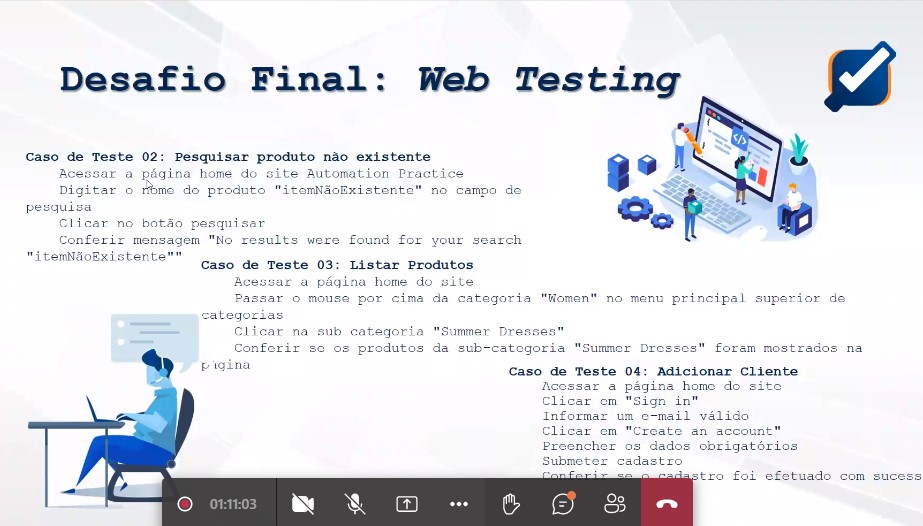 Desafio Final: Web Testing
Caso de Teste 02: Pesquisar produto não existente
Acessar a página home do site Automation Practice
Digitar o nome do produto "itemNãoExistente" no campo de
pesquisa
Clicar no botão pesquisar
Conferir mensagem "No results were found for your search
"itemNãoExistente""
Caso de Teste 03: Listar Produtos
Acessar a página home do site
Passar o mouse por cima da categoria "Women" no menu principal superior de
categorias
Clicar na sub categoria "Summer Dresses"
Conferir se os produtos da sub-categoria "Summer Dresses" foram mostrados na
página
Caso de Teste 04: Adicionar Cliente
Acessar a página home do site
Clicar em "Sign in"
Informar um e-mail válido
Clicar em "Create an account"
Preencher os dados obrigatórios
Submeter cadastro
Conferir se o cadastro foi efetuado com sucess
01:11:03